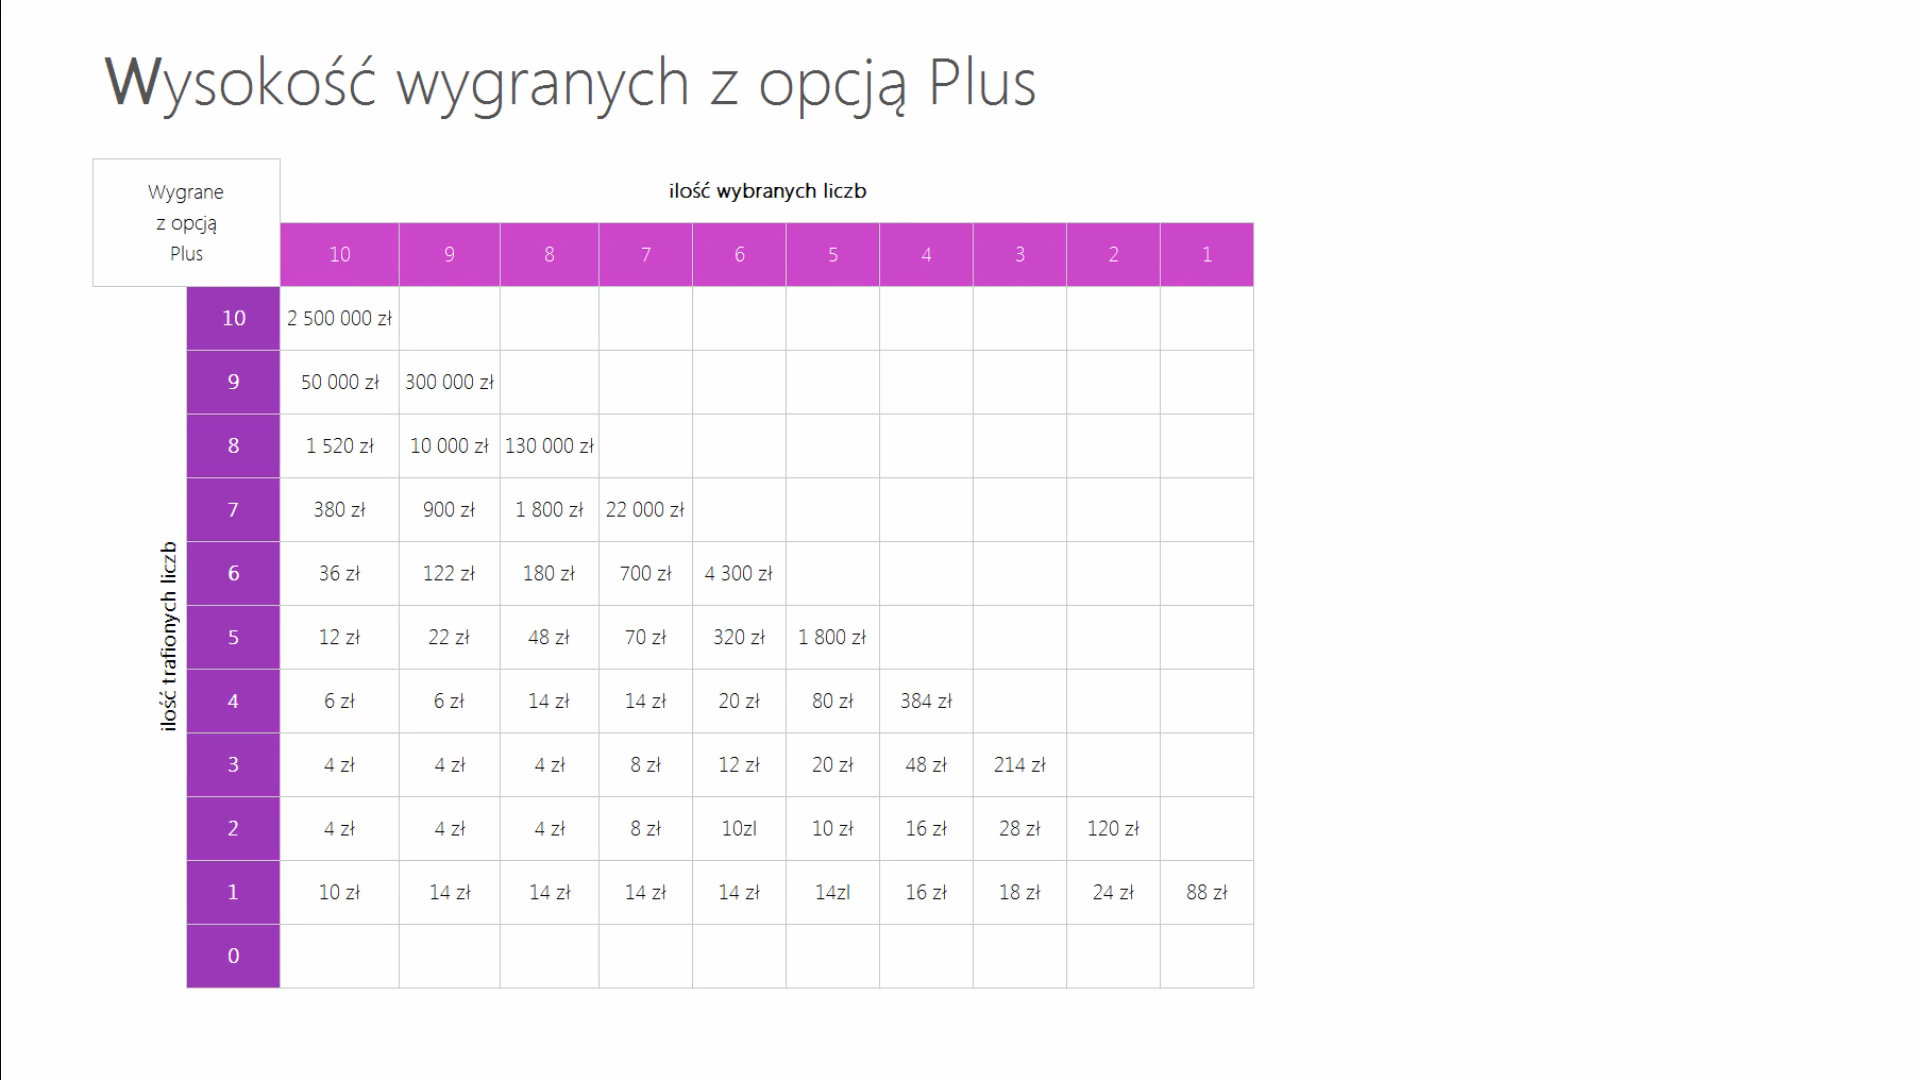 Wysokość wygranych z opcją Plus
Wygrane
z opcją
Plus
ilość wybranych liczb
10 9 8 7 6 5 4 3 2 1
ilość trafionych liczb
10 2 500 000 zł
9 50 000 zł 300 000 zł
8 1 520 zł 10 000 zł 130 000 zł
7 380 zł 900 zł 1 800 zł 22 000 zł
6 36 zł 122 zł 180 zł 700 zł 4 300 zł
5 12 zł 22 zł 48 zł 70 zł 320 zł 1 800 zł
4 6 zł 6 zł 14 zł 14 zł 20 zł 80 zł 384 zł
3 4 zł 4 zł 4 zł 8 zł 12 zł 20 zł 48 zł 214 zł
2 4 zł 4 zł 4 zł 8 zł 10zl 10 zł 16 zł 28 zł 120 zł
1 10 zł 14 zł 14 zł 14 zł 14 zł 14zl 16 zł 18 zł 24 zł 88 zł
0